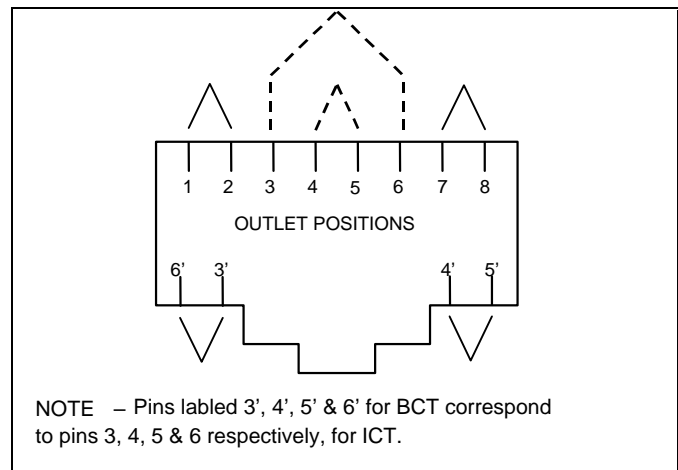 1 2 3 4 5 6 7 8
OUTLET POSITIONS
6’ 3’ 4’ 5’
NOTE – Pins labled 3’, 4’, 5’ & 6’ for BCT correspond
to pins 3, 4, 5 & 6 respectively, for ICT.